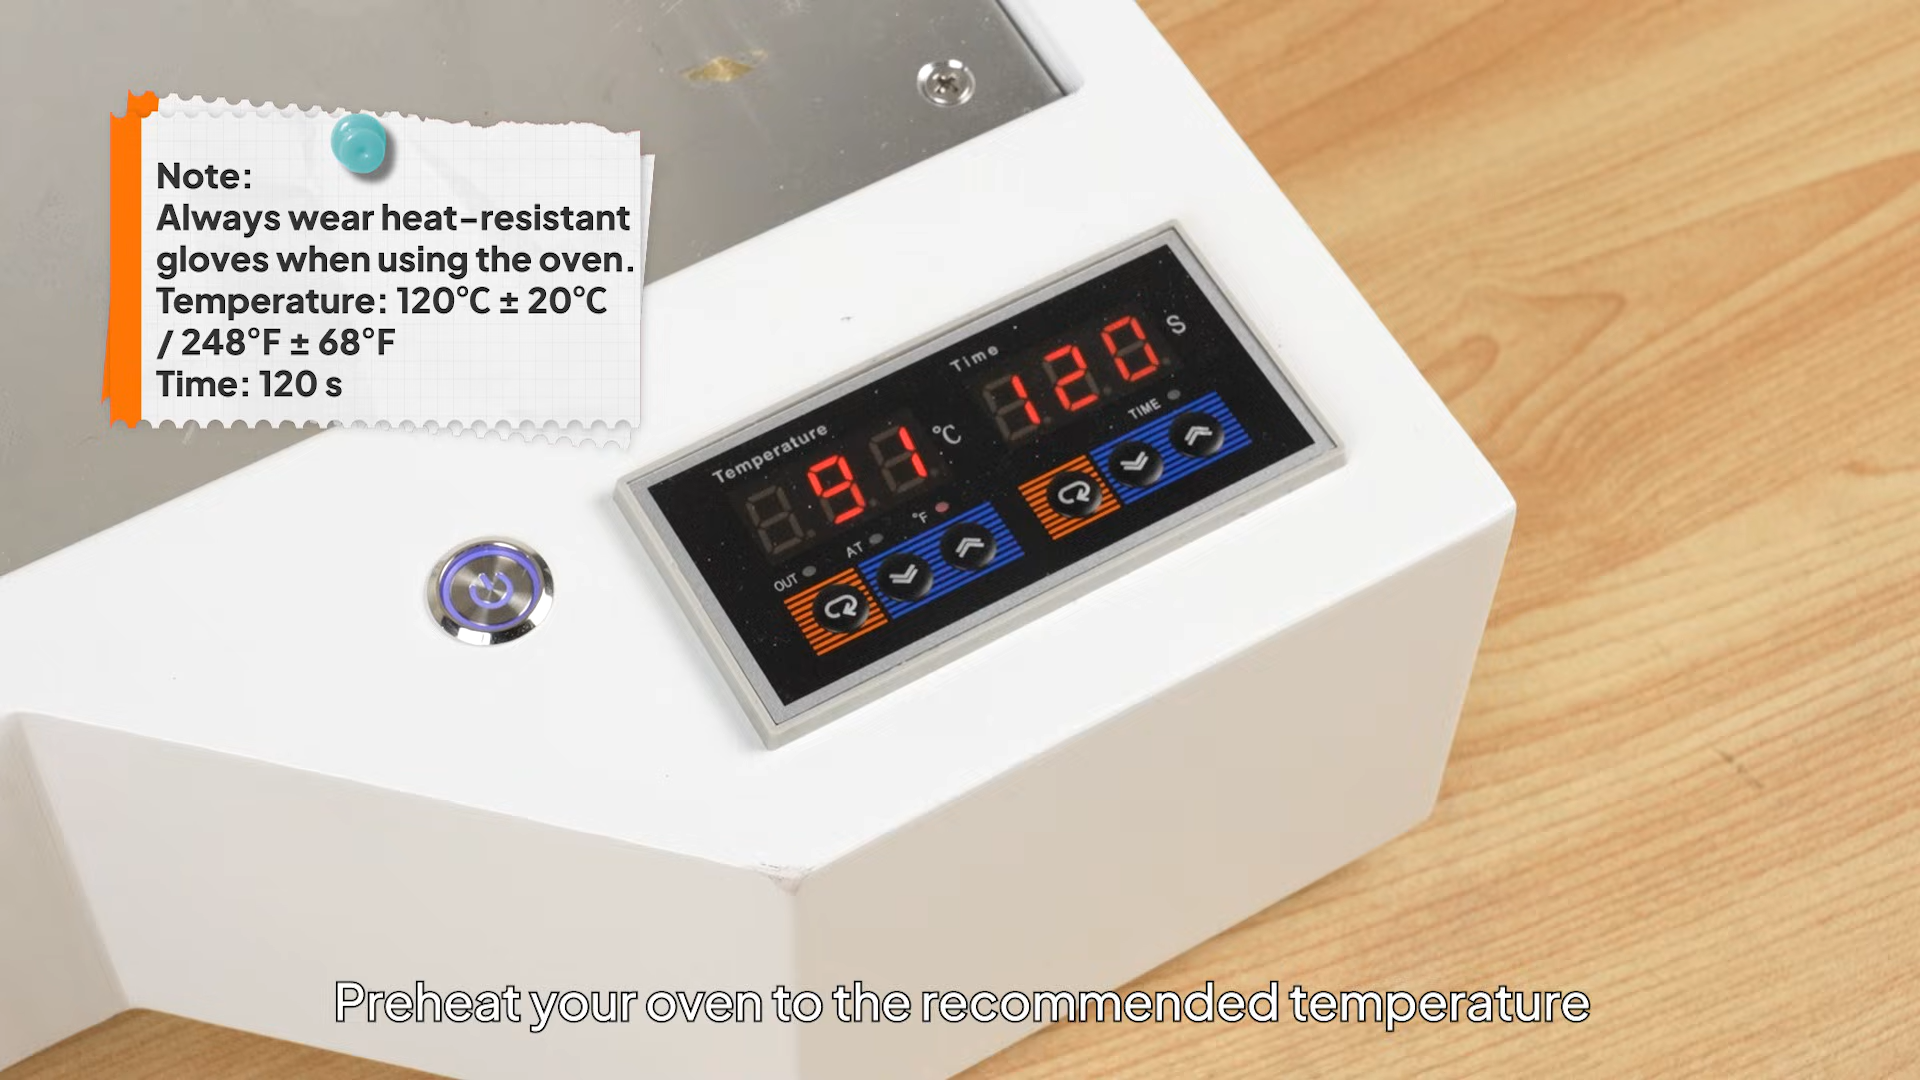 Note:
Always wear heat-resistant
gloves when using the oven.
Temperature: 120°C ± 20°C
/ 248°F ± 68°F
Time: 120 s
Time
120 S
Temperature
91 °C
TIME
°F
AT
OUT
Preheat your oven to the recommended temperature